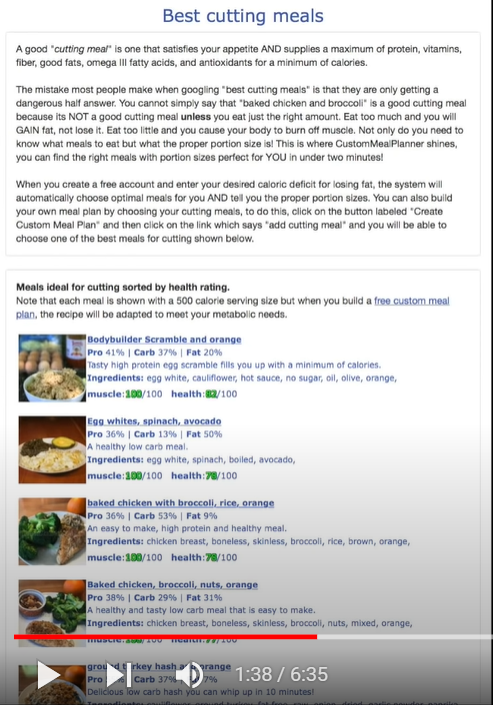 Best cutting meals
A good "cutting meal" is one that satisfies your appetite AND supplies a maximum of protein, vitamins,
fiber, good fats, omega III fatty acids, and antioxidants for a minimum of calories.
The mistake most people make when googling "best cutting meals" is that they are only getting a
dangerous half answer. You cannot simply say that "baked chicken and broccoli" is a good cutting meal
because its NOT a good cutting meal unless you eat just the right amount. Eat too much and you will
GAIN fat, not lose it. Eat too little and you cause your body to burn off muscle. Not only do you need to
know what meals to eat but what the proper portion size is! This is where CustomMealPlanner shines,
you can find the right meals with portion sizes perfect for YOU in under two minutes!
When you create a free account and enter your desired caloric deficit for losing fat, the system will
automatically choose optimal meals for you AND tell you the proper portion sizes. You can also build
your own meal plan by choosing your cutting meals, to do this, click on the button labeled "Create
Custom Meal Plan" and then click on the link which says "add cutting meal" and you will be able to
choose one of the best meals for cutting shown below.
Meals ideal for cutting sorted by health rating.
Note that each meal is shown with a 500 calorie serving size but when you build a free custom meal
plan, the recipe will be adapted to meet your metabolic needs.
Bodybuilder Scramble and orange
Pro 41% | Carb 37% | Fat 20%
Tasty high protein egg scramble fills you up with a minimum of calories.
Ingredients: egg white, cauliflower, hot sauce, no sugar, oil, olive, orange,
muscle:100/100 health:82/100
Egg whites, spinach, avocado
Pro 36% | Carb 13% | Fat 50%
A healthy low carb meal.
Ingredients: egg white, spinach, boiled, avocado,
muscle:100/100 health:78/100
baked chicken with broccoli, rice, orange
Pro 36% | Carb 53% | Fat 9%
An easy to make, high protein and healthy meal.
Ingredients: chicken breast, boneless, skinless, broccoli, rice, brown, orange,
muscle:100/100 health:78/100
Baked chicken, broccoli, nuts, orange
Pro 38% | Carb 29% | Fat 31%
A healthy and tasty low carb meal that is easy to make.
Ingredients: chicken breast, boneless, skinless, broccoli, nuts, mixed, orange,
muscle:100/100 health:77/100
ground turkey hash orange
Pro Carb 37% 7%
1:38 / 6:35
Delicious low carb hash you can whip up in 10 minutes!